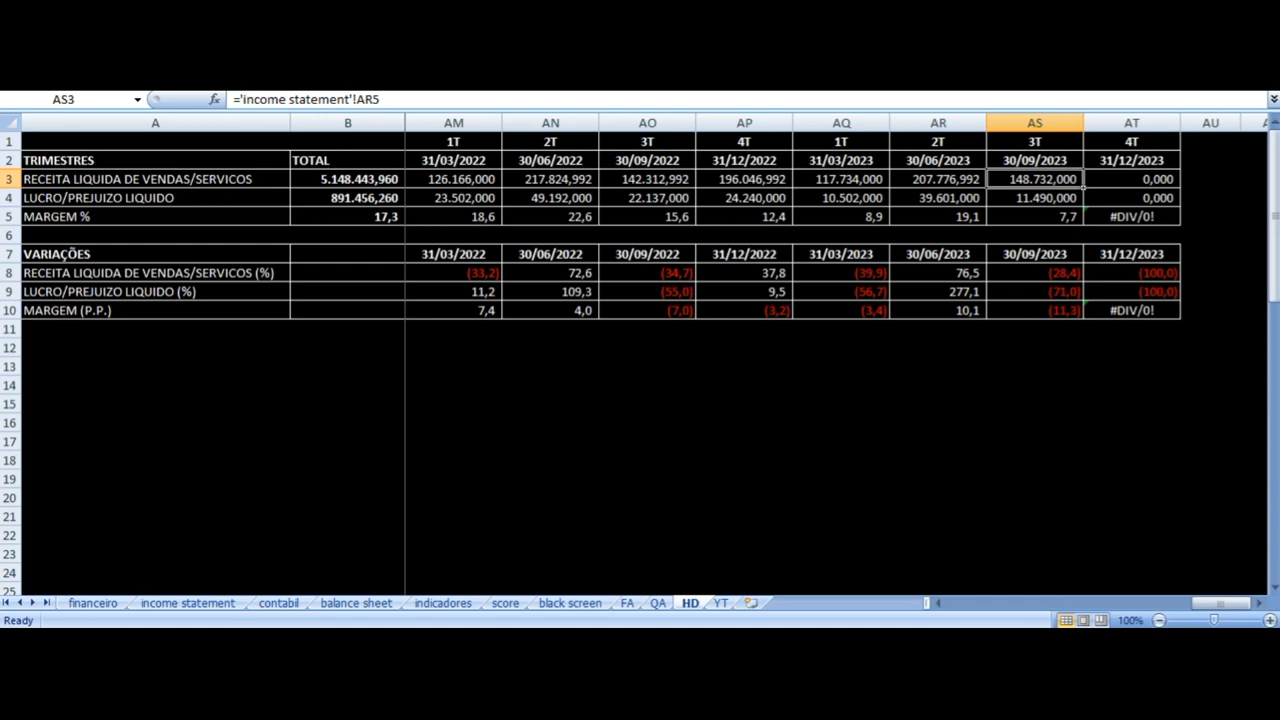 AS3 fx ='income statement'!AR5
A B AM AN AO AP AQ AR AS AT AU
1 1T 2T 3T 4T 1T 2T 3T 4T
2 TRIMESTRES TOTAL 31/03/2022 30/06/2022 30/09/2022 31/12/2022 31/03/2023 30/06/2023 30/09/2023 31/12/2023
3 RECEITA LIQUIDA DE VENDAS/SERVICOS 5.148.443,960 126.166,000 217.824,992 142.312,992 196.046,992 117.734,000 207.776,992 148.732,000 0,000
4 LUCRO/PREJUIZO LIQUIDO 891.456,260 23.502,000 49.192,000 22.137,000 24.240,000 10.502,000 39.601,000 11.490,000 0,000
5 MARGEM % 17,3 18,6 22,6 15,6 12,4 8,9 19,1 7,7 #DIV/0!
6
7 VARIAÇÕES 31/03/2022 30/06/2022 30/09/2022 31/12/2022 31/03/2023 30/06/2023 30/09/2023 31/12/2023
8 RECEITA LIQUIDA DE VENDAS/SERVICOS (%) (33,2) 72,6 (34,7) 37,8 (39,9) 76,5 (28,4) (100,0)
9 LUCRO/PREJUIZO LIQUIDO (%) 11,2 109,3 (55,0) 9,5 (56,7) 277,1 (71,0) (100,0)
10 MARGEM (P.P.) 7,4 4,0 (7,0) (3,2) (3,4) 10,1 (11,3) #DIV/0!
11
12
13
14
15
16
17
18
19
20
21
22
23
24
25
financeiro income statement contabil balance sheet indicadores score black screen FA QA HD YT
Ready 100%